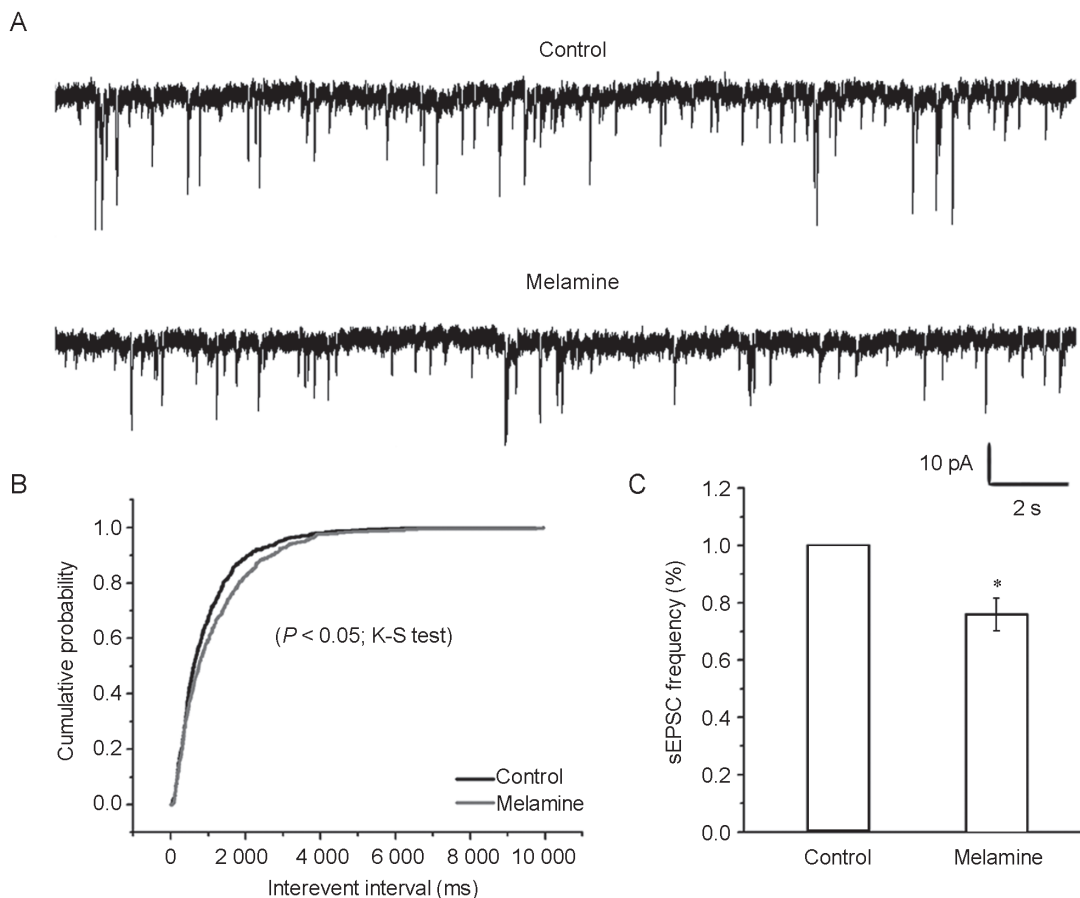 A
Control
Melamine
10 pA
2 s
B
Cumulative probability
1.0
0.8
0.6
0.4
0.2
0.0
(P < 0.05; K-S test)
Control
Melamine
0 2 000 4 000 6 000 8 000 10 000
Interevent interval (ms)
C
sEPSC frequency (%)
1.2
1.0
0.8
0.6
0.4
0.2
0.0
*
Control Melamine